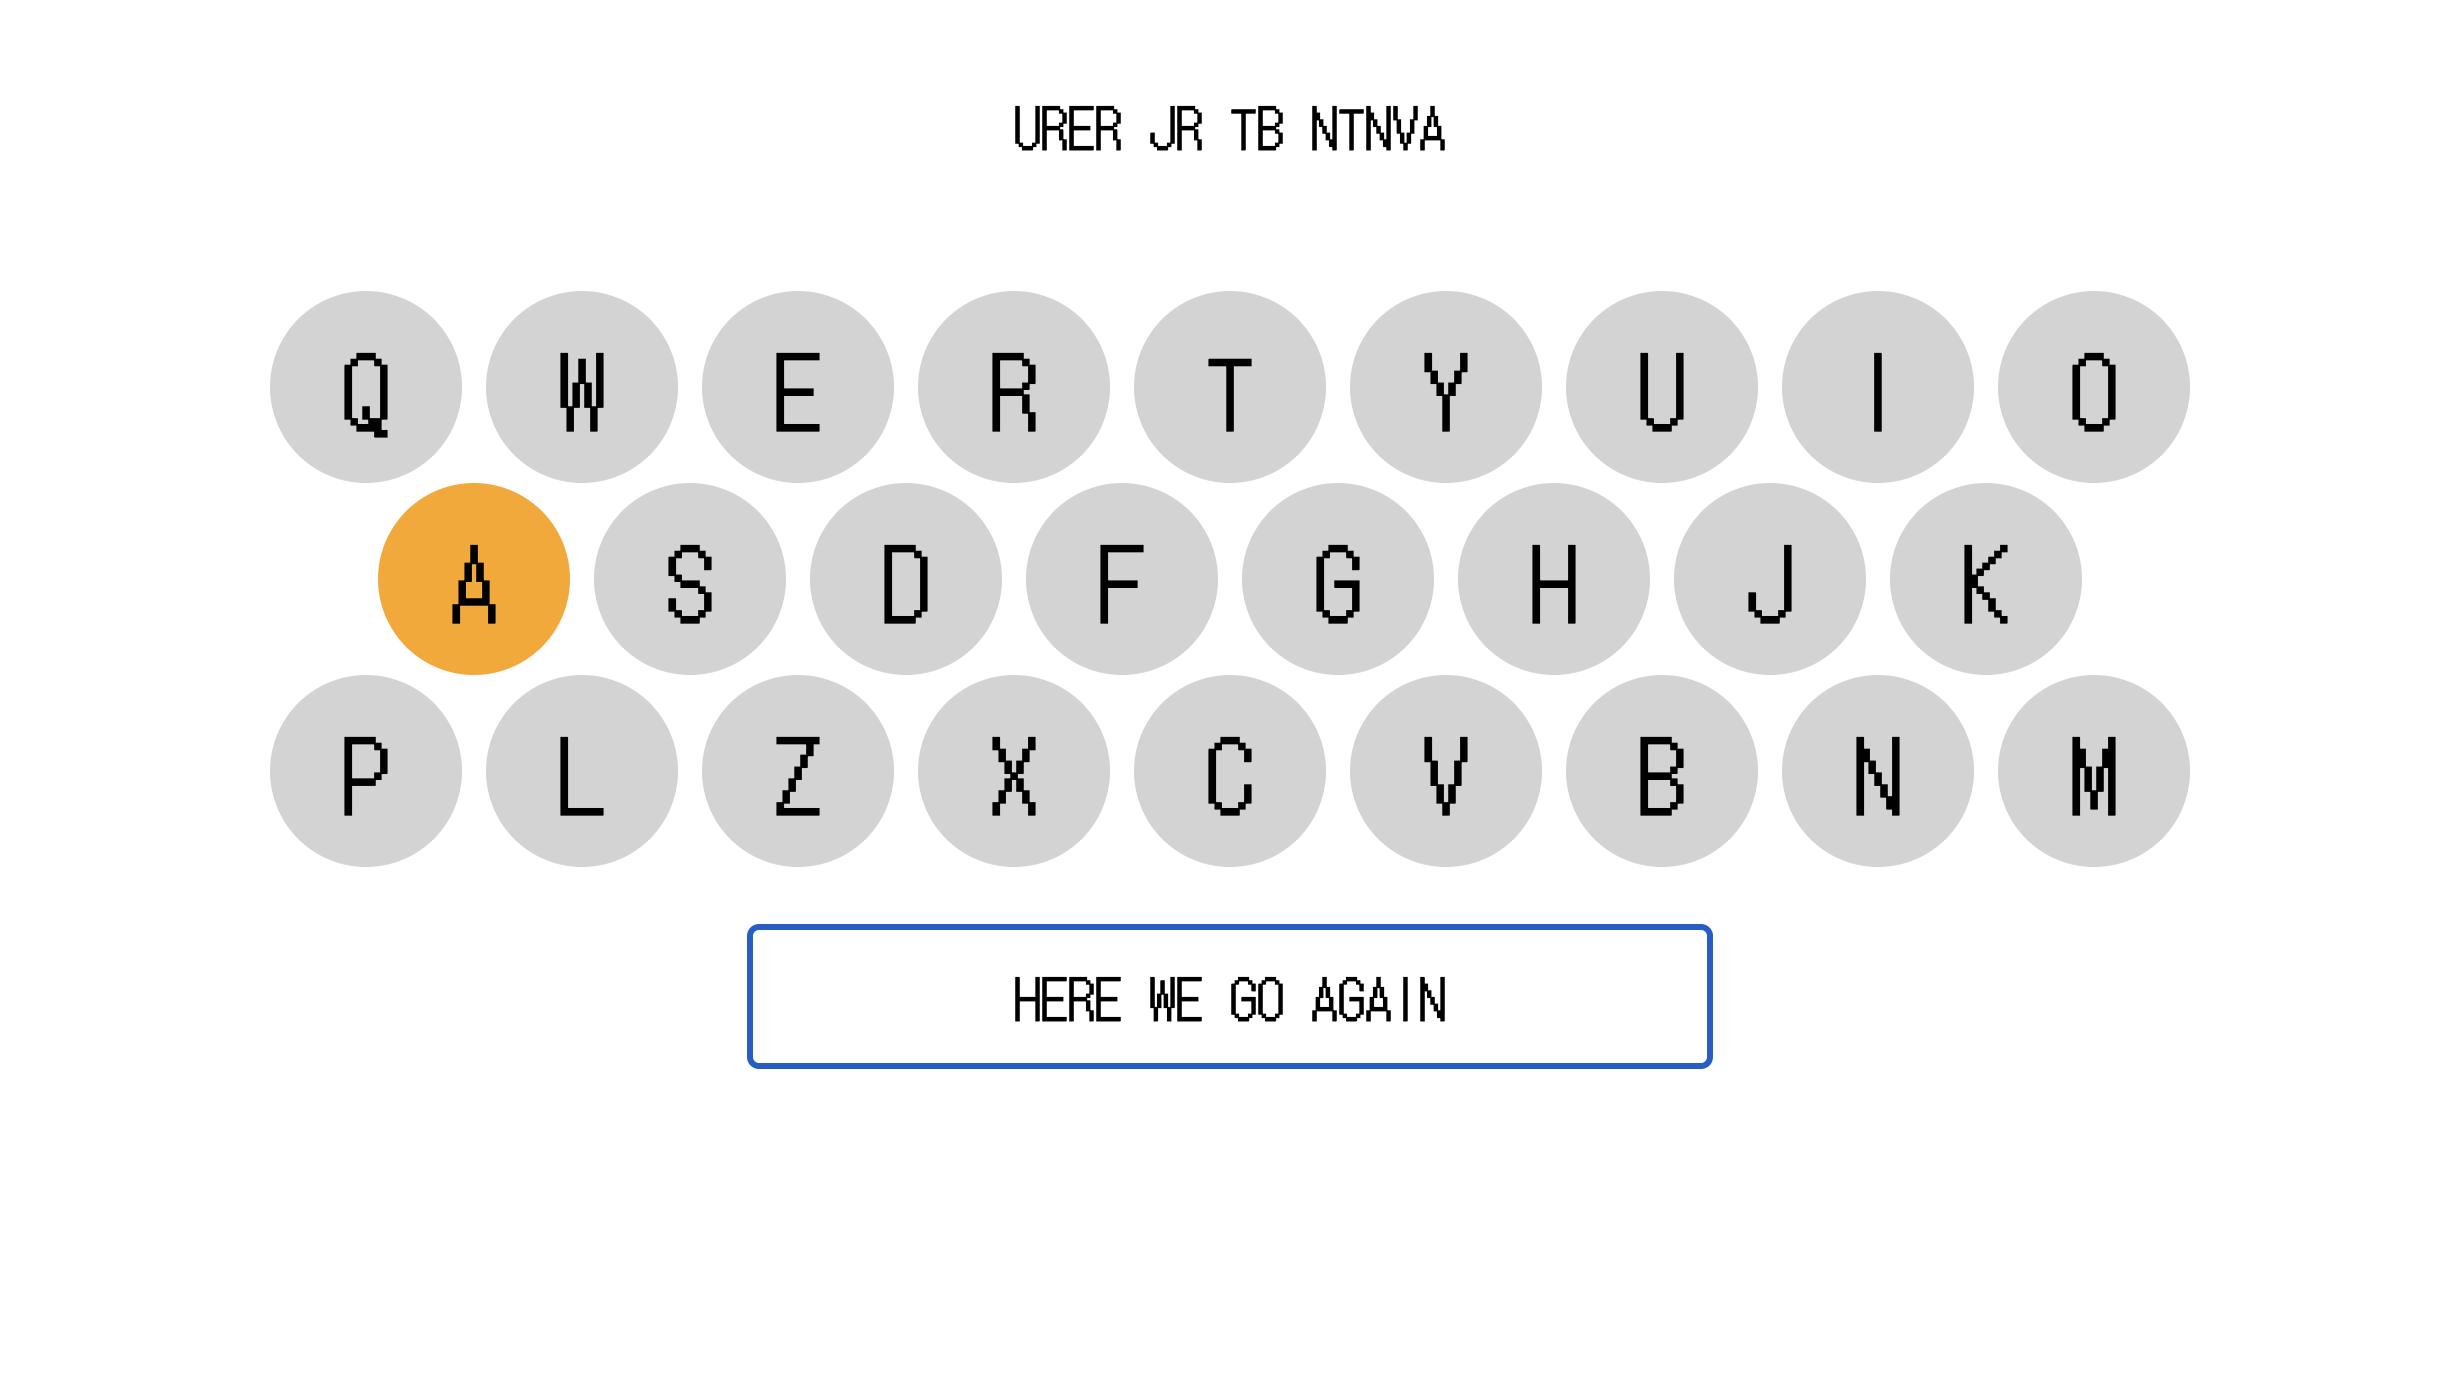 URER JR TB NTNVA
Q W E R T Y U I O
A S D F G H J K
P L Z X C V B N M
HERE WE GO AGAIN